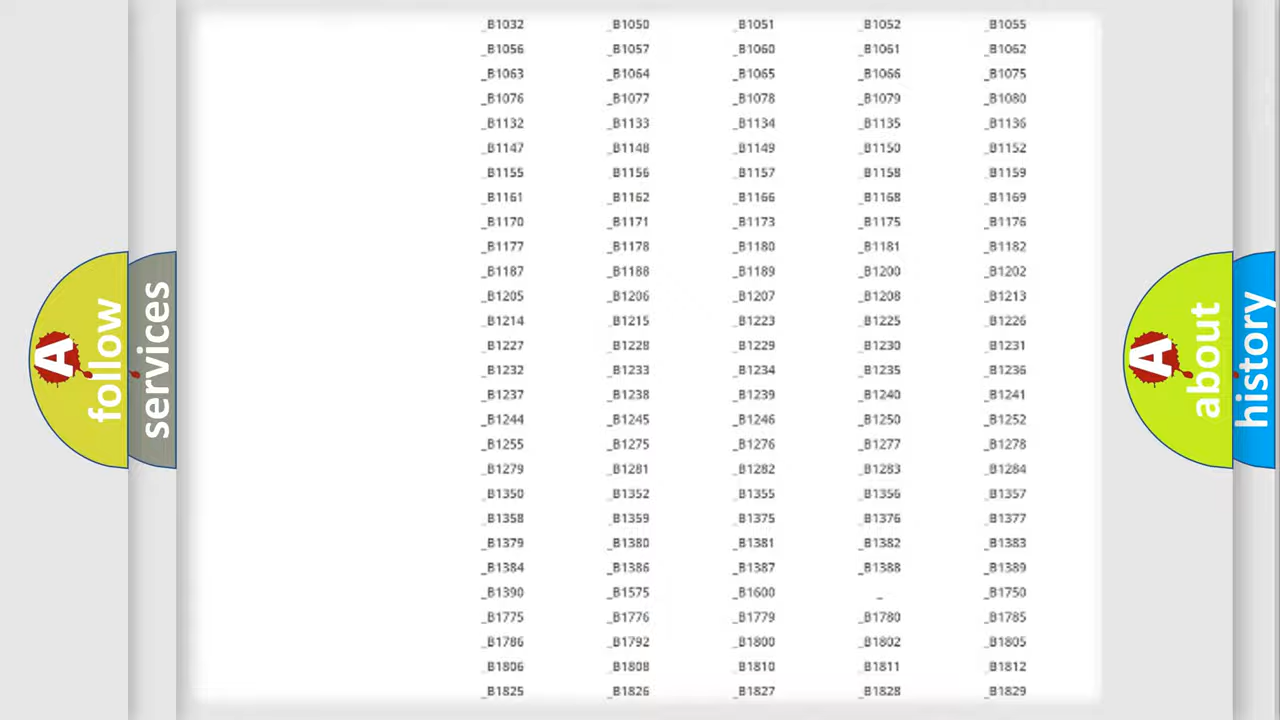 _B1032 _B1050 _B1051 _B1052 _B1055
_B1056 _B1057 _B1060 _B1061 _B1062
_B1063 _B1064 _B1065 _B1066 _B1075
_B1076 _B1077 _B1078 _B1079 _B1080
_B1132 _B1133 _B1134 _B1135 _B1136
_B1147 _B1148 _B1149 _B1150 _B1152
_B1155 _B1156 _B1157 _B1158 _B1159
_B1161 _B1162 _B1166 _B1168 _B1169
_B1170 _B1171 _B1173 _B1175 _B1176
_B1177 _B1178 _B1180 _B1181 _B1182
_B1187 _B1188 _B1189 _B1200 _B1202
_B1205 _B1206 _B1207 _B1208 _B1213
_B1214 _B1215 _B1223 _B1225 _B1226
_B1227 _B1228 _B1229 _B1230 _B1231
_B1232 _B1233 _B1234 _B1235 _B1236
_B1237 _B1238 _B1239 _B1240 _B1241
_B1244 _B1245 _B1246 _B1250 _B1252
_B1255 _B1275 _B1276 _B1277 _B1278
_B1279 _B1281 _B1282 _B1283 _B1284
_B1350 _B1352 _B1355 _B1356 _B1357
_B1358 _B1359 _B1375 _B1376 _B1377
_B1379 _B1380 _B1381 _B1382 _B1383
_B1384 _B1386 _B1387 _B1388 _B1389
_B1390 _B1575 _B1600 _ _B1750
_B1775 _B1776 _B1779 _B1780 _B1785
_B1786 _B1792 _B1800 _B1802 _B1805
_B1806 _B1808 _B1810 _B1811 _B1812
_B1825 _B1826 _B1827 _B1828 _B1829
A follow
services
A about
history